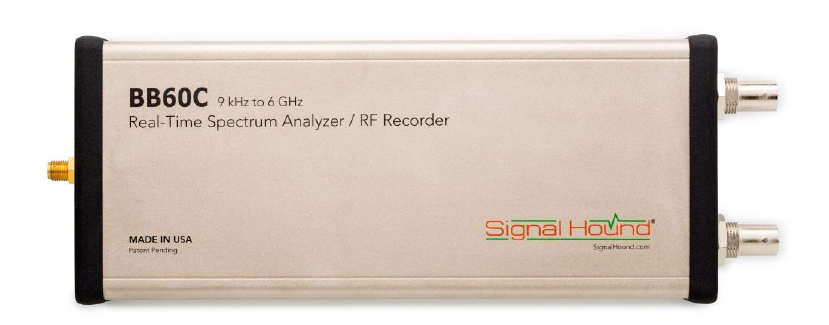 BB60C 9 kHz to 6 GHz
Real-Time Spectrum Analyzer / RF Recorder
MADE IN USA
Patent Pending
Signal Hound®
SignalHound.com